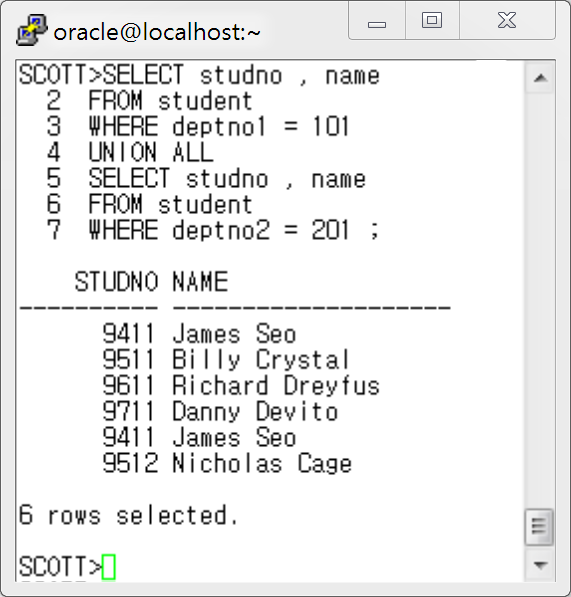 oracle@localhost:~
SCOTT>SELECT studno , name
2 FROM student
3 WHERE deptno1 = 101
4 UNION ALL
5 SELECT studno , name
6 FROM student
7 WHERE deptno2 = 201 ;
STUDNO NAME
---------- --------------------
9411 James Seo
9511 Billy Crystal
9611 Richard Dreyfus
9711 Danny Devito
9411 James Seo
9512 Nicholas Cage
6 rows selected.
SCOTT>